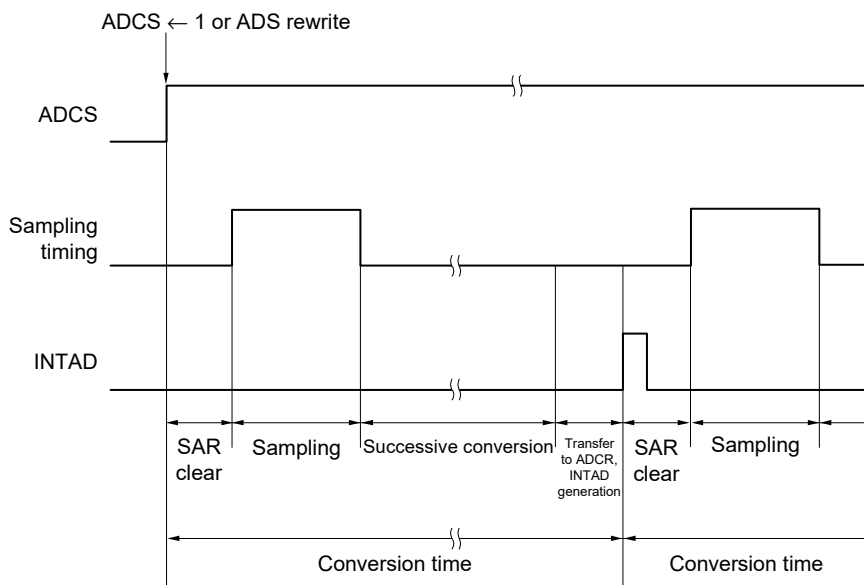 ADCS ← 1 or ADS rewrite
ADCS
Sampling
timing
INTAD
SAR
clear
Sampling
Successive conversion
Transfer
to ADCR,
INTAD
generation
SAR
clear
Sampling
Conversion time
Conversion time